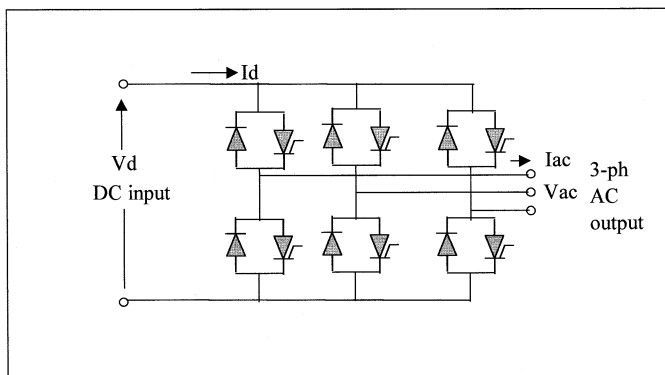 Id
Vd
DC input
Iac
Vac
3-ph
AC
output